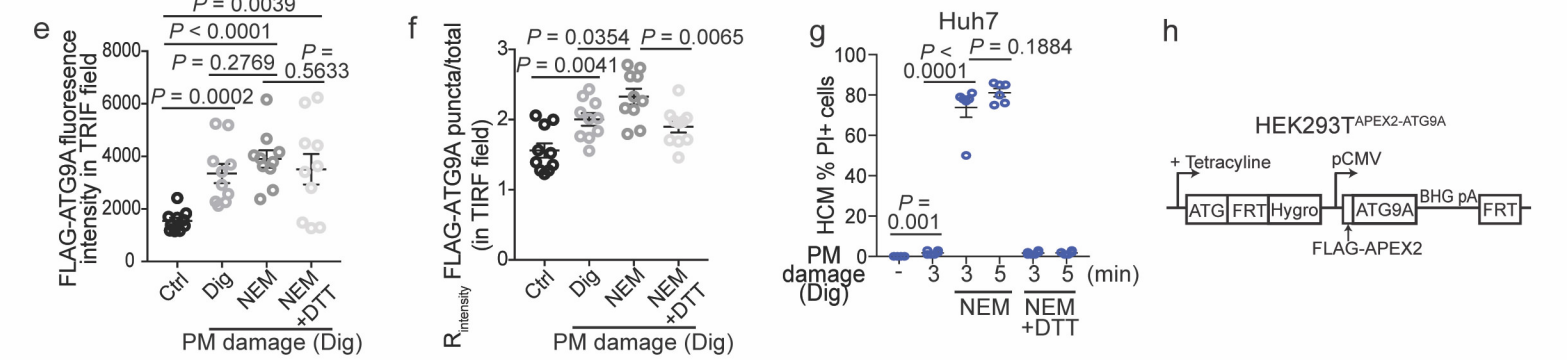 e
P = 0.0039
P < 0.0001
P = 0.2769
P =
0.5633
P = 0.0002
FLAG-ATG9A fluoresence
intensity in TRIF field
8000
6000
4000
2000
0
Ctrl
Dig
NEM
NEM
+DTT
PM damage (Dig)
f
P = 0.0354
P = 0.0065
P = 0.0041
Rintensity FLAG-ATG9A puncta/total
(in TIRF field)
3
2
1
0
Ctrl
Dig
NEM
NEM
+DTT
PM damage (Dig)
g
Huh7
P <
0.0001
P = 0.1884
P =
0.001
HCM % PI+ cells
100
80
60
40
20
0
PM
damage
(Dig)
- 3 3 5 3 5 (min)
NEM
NEM
+DTT
h
HEK293TAPEX2-ATG9A
+ Tetracyline
pCMV
ATG FRT Hygro ATG9A BHG pA FRT
FLAG-APEX2